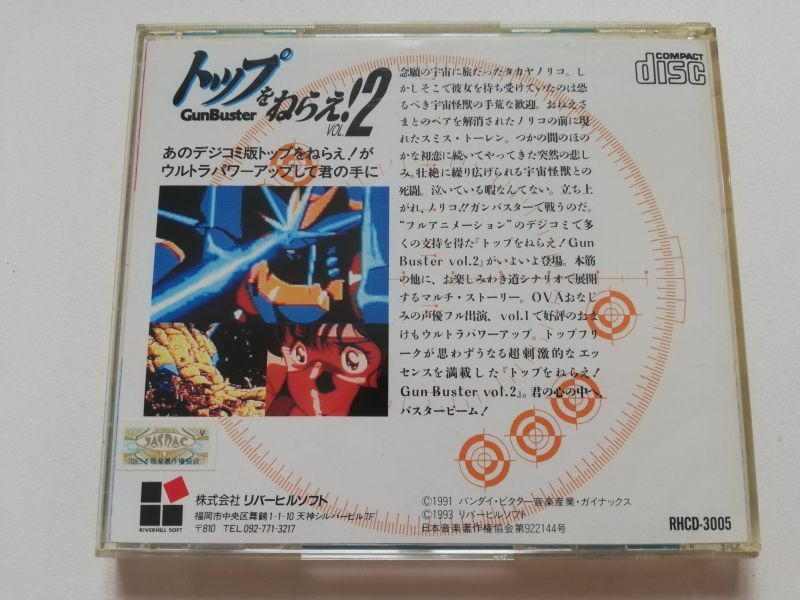 トップをねらえ!2
GunBuster
VOL.
COMPACT
disc
あのデジコミ版トップをねらえ!が
ウルトラパワーアップして君の手に
念願の宇宙に旅だったタカヤノリコ。し
かしそこで彼女を待ち受けていたのは恐
るべき宇宙怪獣の手荒な歓迎。おねえさ
まとのペアを解消されたノリコの前に現
れたスミス・トーレン。つかの間のほの
かな初恋に続いてやってきた突然の悲し
み。壮絶に繰り広げられる宇宙怪獣との
死闘。泣いている暇なんてない。立ち上
がれ、ノリコ!!ガンバスターで戦うのだ。
“フルアニメーション”のデジコミで多
くの支持を得た『トップをねらえ!Gun
Buster vol.2』がいよいよ登場。本筋
の他に、お楽しみわき道シナリオで展開
するマルチ・ストーリー。OVAおなじ
みの声優フル出演、vol.1で好評のおま
けもウルトラパワーアップ。トップフリ
ークが思わずうなる超刺激的なエッ
センスを満載した『トップをねらえ!
Gun Buster vol.2』。君の心の中へ、
バスタービーム!
JASRAC
V
日本音楽著作権協会
RIVERHILL SOFT
株式会社 リバーヒルソフト
福岡市中央区舞鶴1-1-10 天神シルバービル7F
〒810 TEL.092-771-3217
©1991 バンダイ・ビクター音楽産業・ガイナックス
©1993 リバーヒルソフト
日本音楽著作権協会第922144号
RHCD-3005